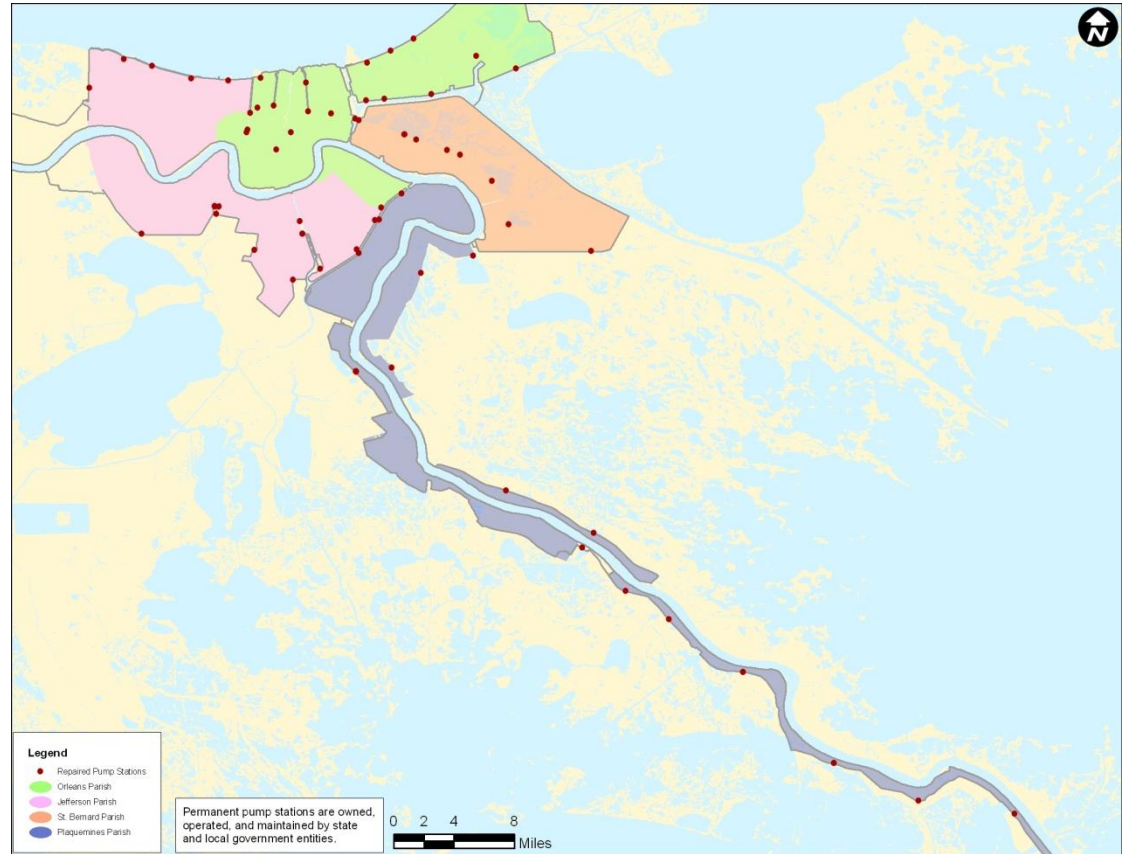 N
Legend
Repaired Pump Stations
Orleans Parish
Jefferson Parish
St. Bernard Parish
Plaquemines Parish
Permanent pump stations are owned,
operated, and maintained by state
and local government entities.
0 2 4 8
Miles